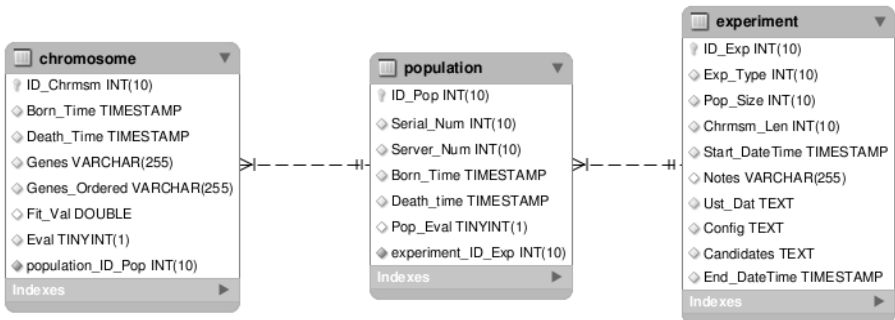 chromosome
ID_Chrmsm INT(10)
Born_Time TIMESTAMP
Death_Time TIMESTAMP
Genes VARCHAR(255)
Genes_Ordered VARCHAR(255)
Fit_Val DOUBLE
Eval TINYINT(1)
population_ID_Pop INT(10)
Indexes
population
ID_Pop INT(10)
Serial_Num INT(10)
Server_Num INT(10)
Born_Time TIMESTAMP
Death_time TIMESTAMP
Pop_Eval TINYINT(1)
experiment_ID_Exp INT(10)
Indexes
experiment
ID_Exp INT(10)
Exp_Type INT(10)
Pop_Size INT(10)
Chrmsm_Len INT(10)
Start_DateTime TIMESTAMP
Notes VARCHAR(255)
Ust_Dat TEXT
Config TEXT
Candidates TEXT
End_DateTime TIMESTAMP
Indexes